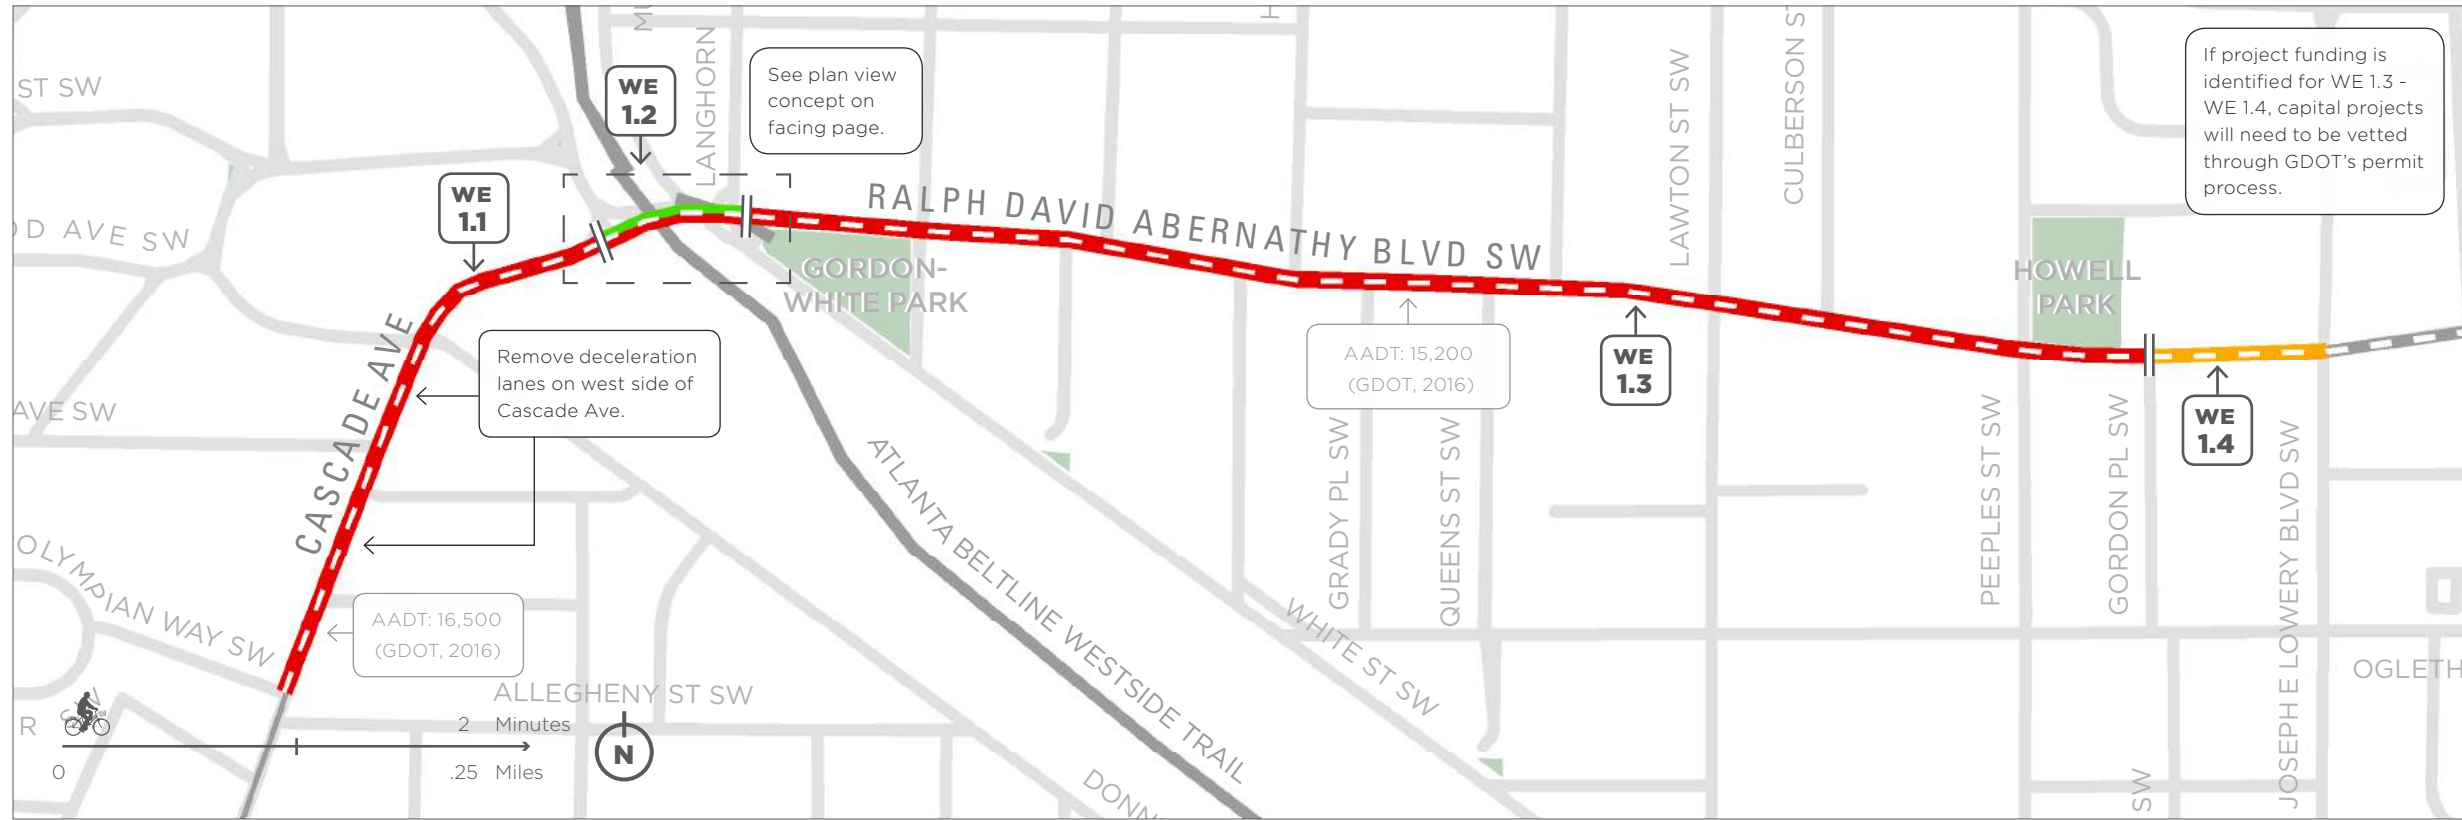 ST SW
WE
1.2
LANGHORN
See plan view
concept on
facing page.
LAWTON ST SW
If project funding is
identified for WE 1.3 -
WE 1.4, capital projects
will need to be vetted
through GDOT's permit
process.
WE
1.1
AVE SW
RALPH DAVID ABERNATHY BLVD SW
GORDON-
WHITE PARK
HOWELL
PARK
CASCADE AVE
Remove deceleration
lanes on west side of
Cascade Ave.
AVE SW
AADT: 15,200
(GDOT, 2016)
WE
1.3
WE
1.4
ATLANTA BELTLINE WESTSIDE TRAIL
GRADY PL SW
QUEENS ST SW
PEEPLES ST SW
GORDON PL SW
JOSEPH E LOWERY BLVD SW
OLYMPIAN WAY SW
AADT: 16,500
(GDOT, 2016)
WHITE ST SW
ALLEGHENY ST SW
R
2 Minutes
0
.25 Miles
N
SW